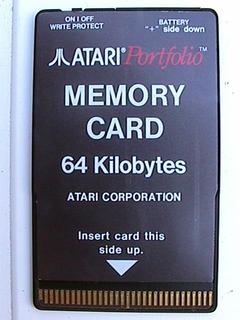 ON I OFF
WRITE PROTECT
BATTERY
"+" side down
ATARI Portfolio™
MEMORY
CARD
64 Kilobytes
ATARI CORPORATION
Insert card this
side up.